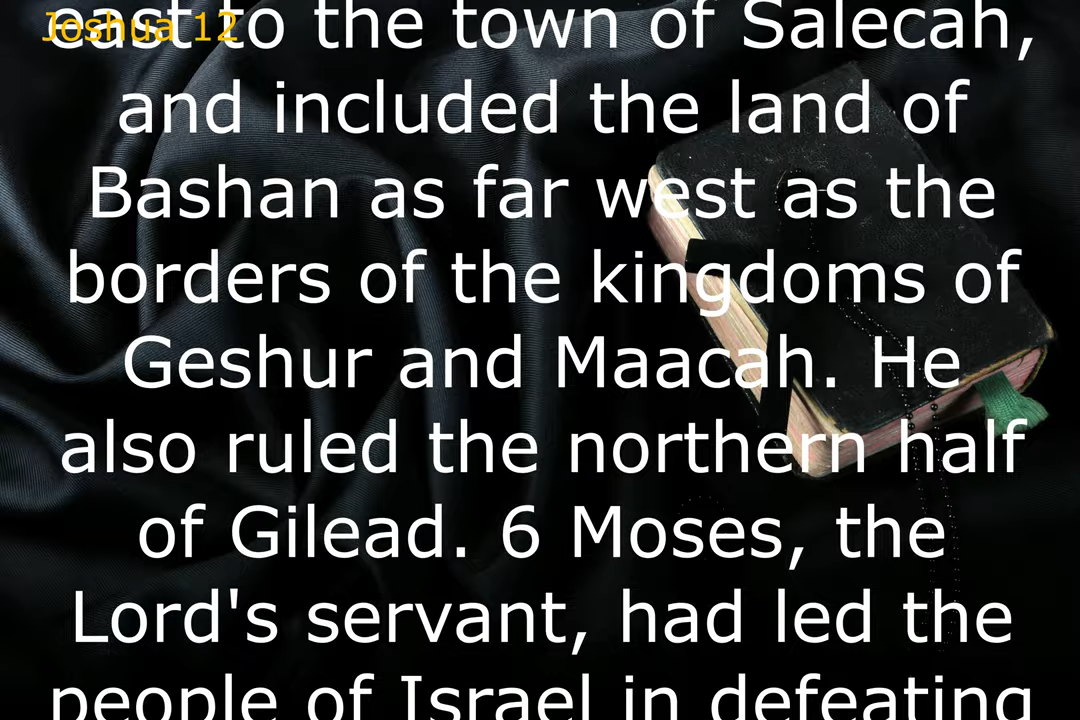 Joshua 12
east to the town of Salecah,
and included the land of
Bashan as far west as the
borders of the kingdoms of
Geshur and Maacah. He
also ruled the northern half
of Gilead. 6 Moses, the
Lord's servant, had led the
people of Israel in defeating